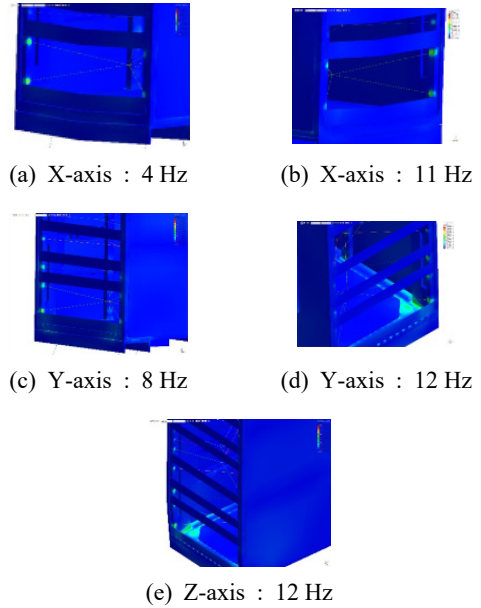 (a) X-axis : 4 Hz
(b) X-axis : 11 Hz
(c) Y-axis : 8 Hz
(d) Y-axis : 12 Hz
(e) Z-axis : 12 Hz